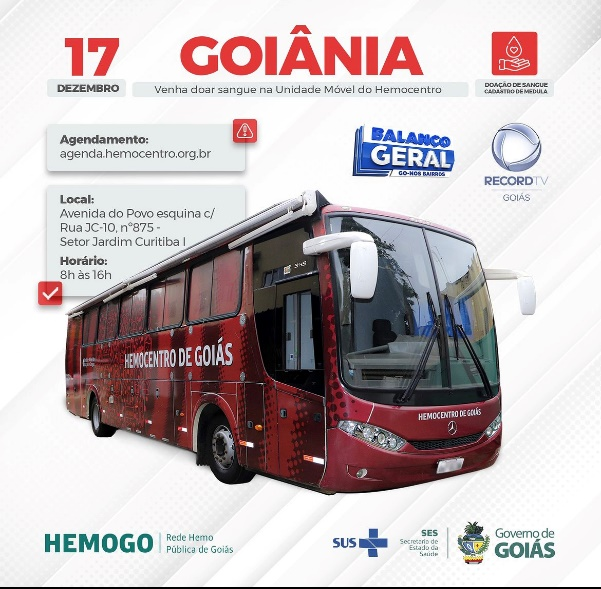 17
DEZEMBRO
GOIÂNIA
Venha doar sangue na Unidade Móvel do Hemocentro
DOAÇÃO DE SANGUE
CADASTRO DE MEDULA
Agendamento:
agenda.hemocentro.org.br
BALANÇO
GERAL
GO-NOS BAIRROS
RECORDTV
GOIÁS
Local:
Avenida do Povo esquina c/
Rua JC-10, nº875 -
Setor Jardim Curitiba I
Horário:
8h às 16h
HEMOCENTRO DE GOIÁS
HEMOCENTRO DE GOIÁS
HEMOGO
Rede Hemo
Pública de Goiás
SUS
SES
Secretaria de
Estado da
Saúde
Governo de
GOIÁS